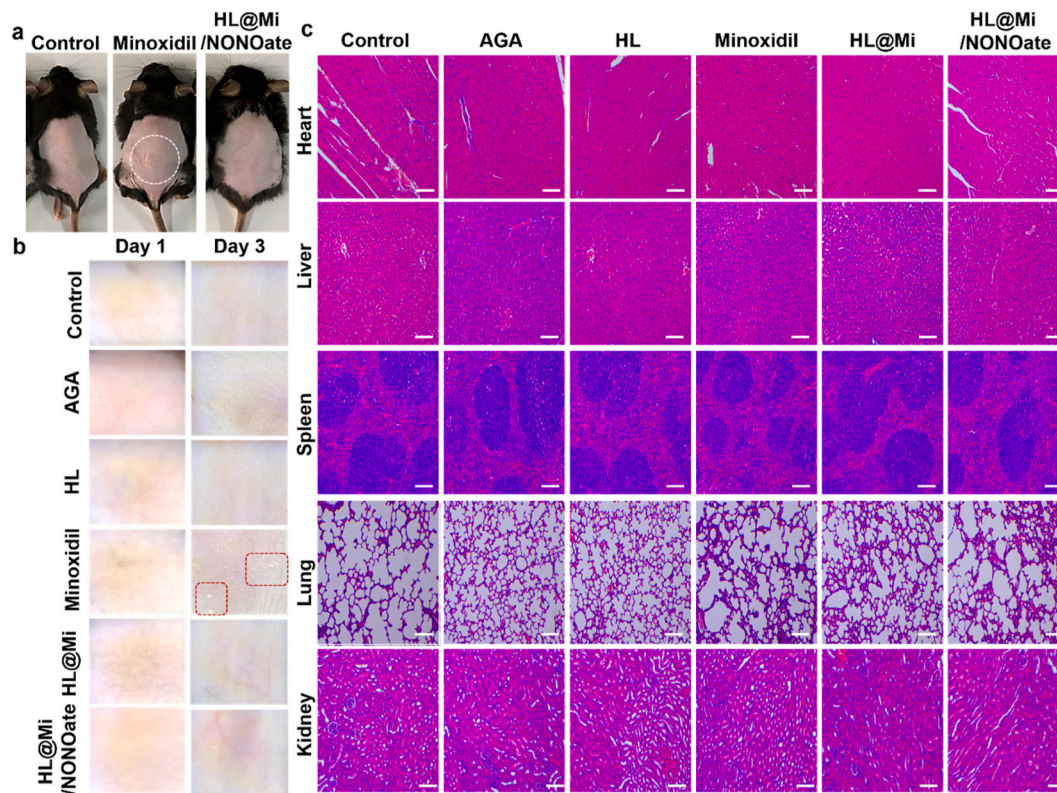 a
Control
Minoxidil
HL@Mi
/NONOate
b
Day 1
Day 3
Control
AGA
HL
Minoxidil
HL@Mi
HL@Mi
/NONOate
c
Control
AGA
HL
Minoxidil
HL@Mi
HL@Mi
/NONOate
Heart
Liver
Spleen
Lung
Kidney